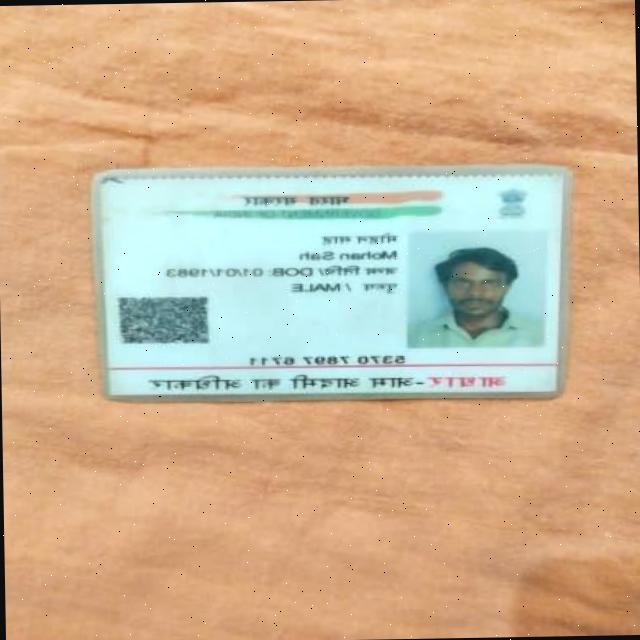 भारत सरकार
GOVERNMENT OF INDIA
मोहन साह
Mohan Sah
जन्म तिथि/ DOB: 01/01/1983
पुरुष / MALE
5370 7897 6711
आधार-आम आदमी का अधिकार